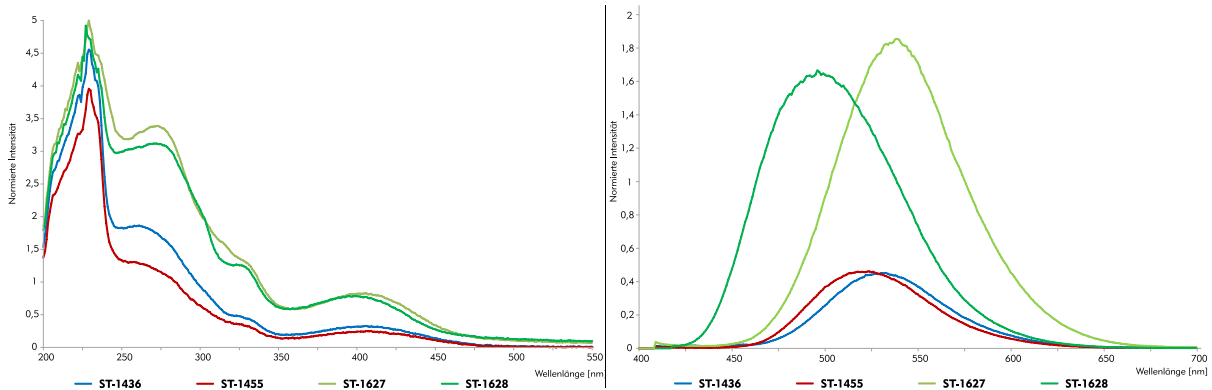 Normierte Intensität
5
4,5
4
3,5
3
2,5
2
1,5
1
0,5
0
200 250 300 350 400 450 500 550
Wellenlänge [nm]
ST-1436 ST-1455 ST-1627 ST-1628
Normierte Intensität
2
1,8
1,6
1,4
1,2
1
0,8
0,6
0,4
0,2
0
400 450 500 550 600 650 700
Wellenlänge [nm]
ST-1436 ST-1455 ST-1627 ST-1628